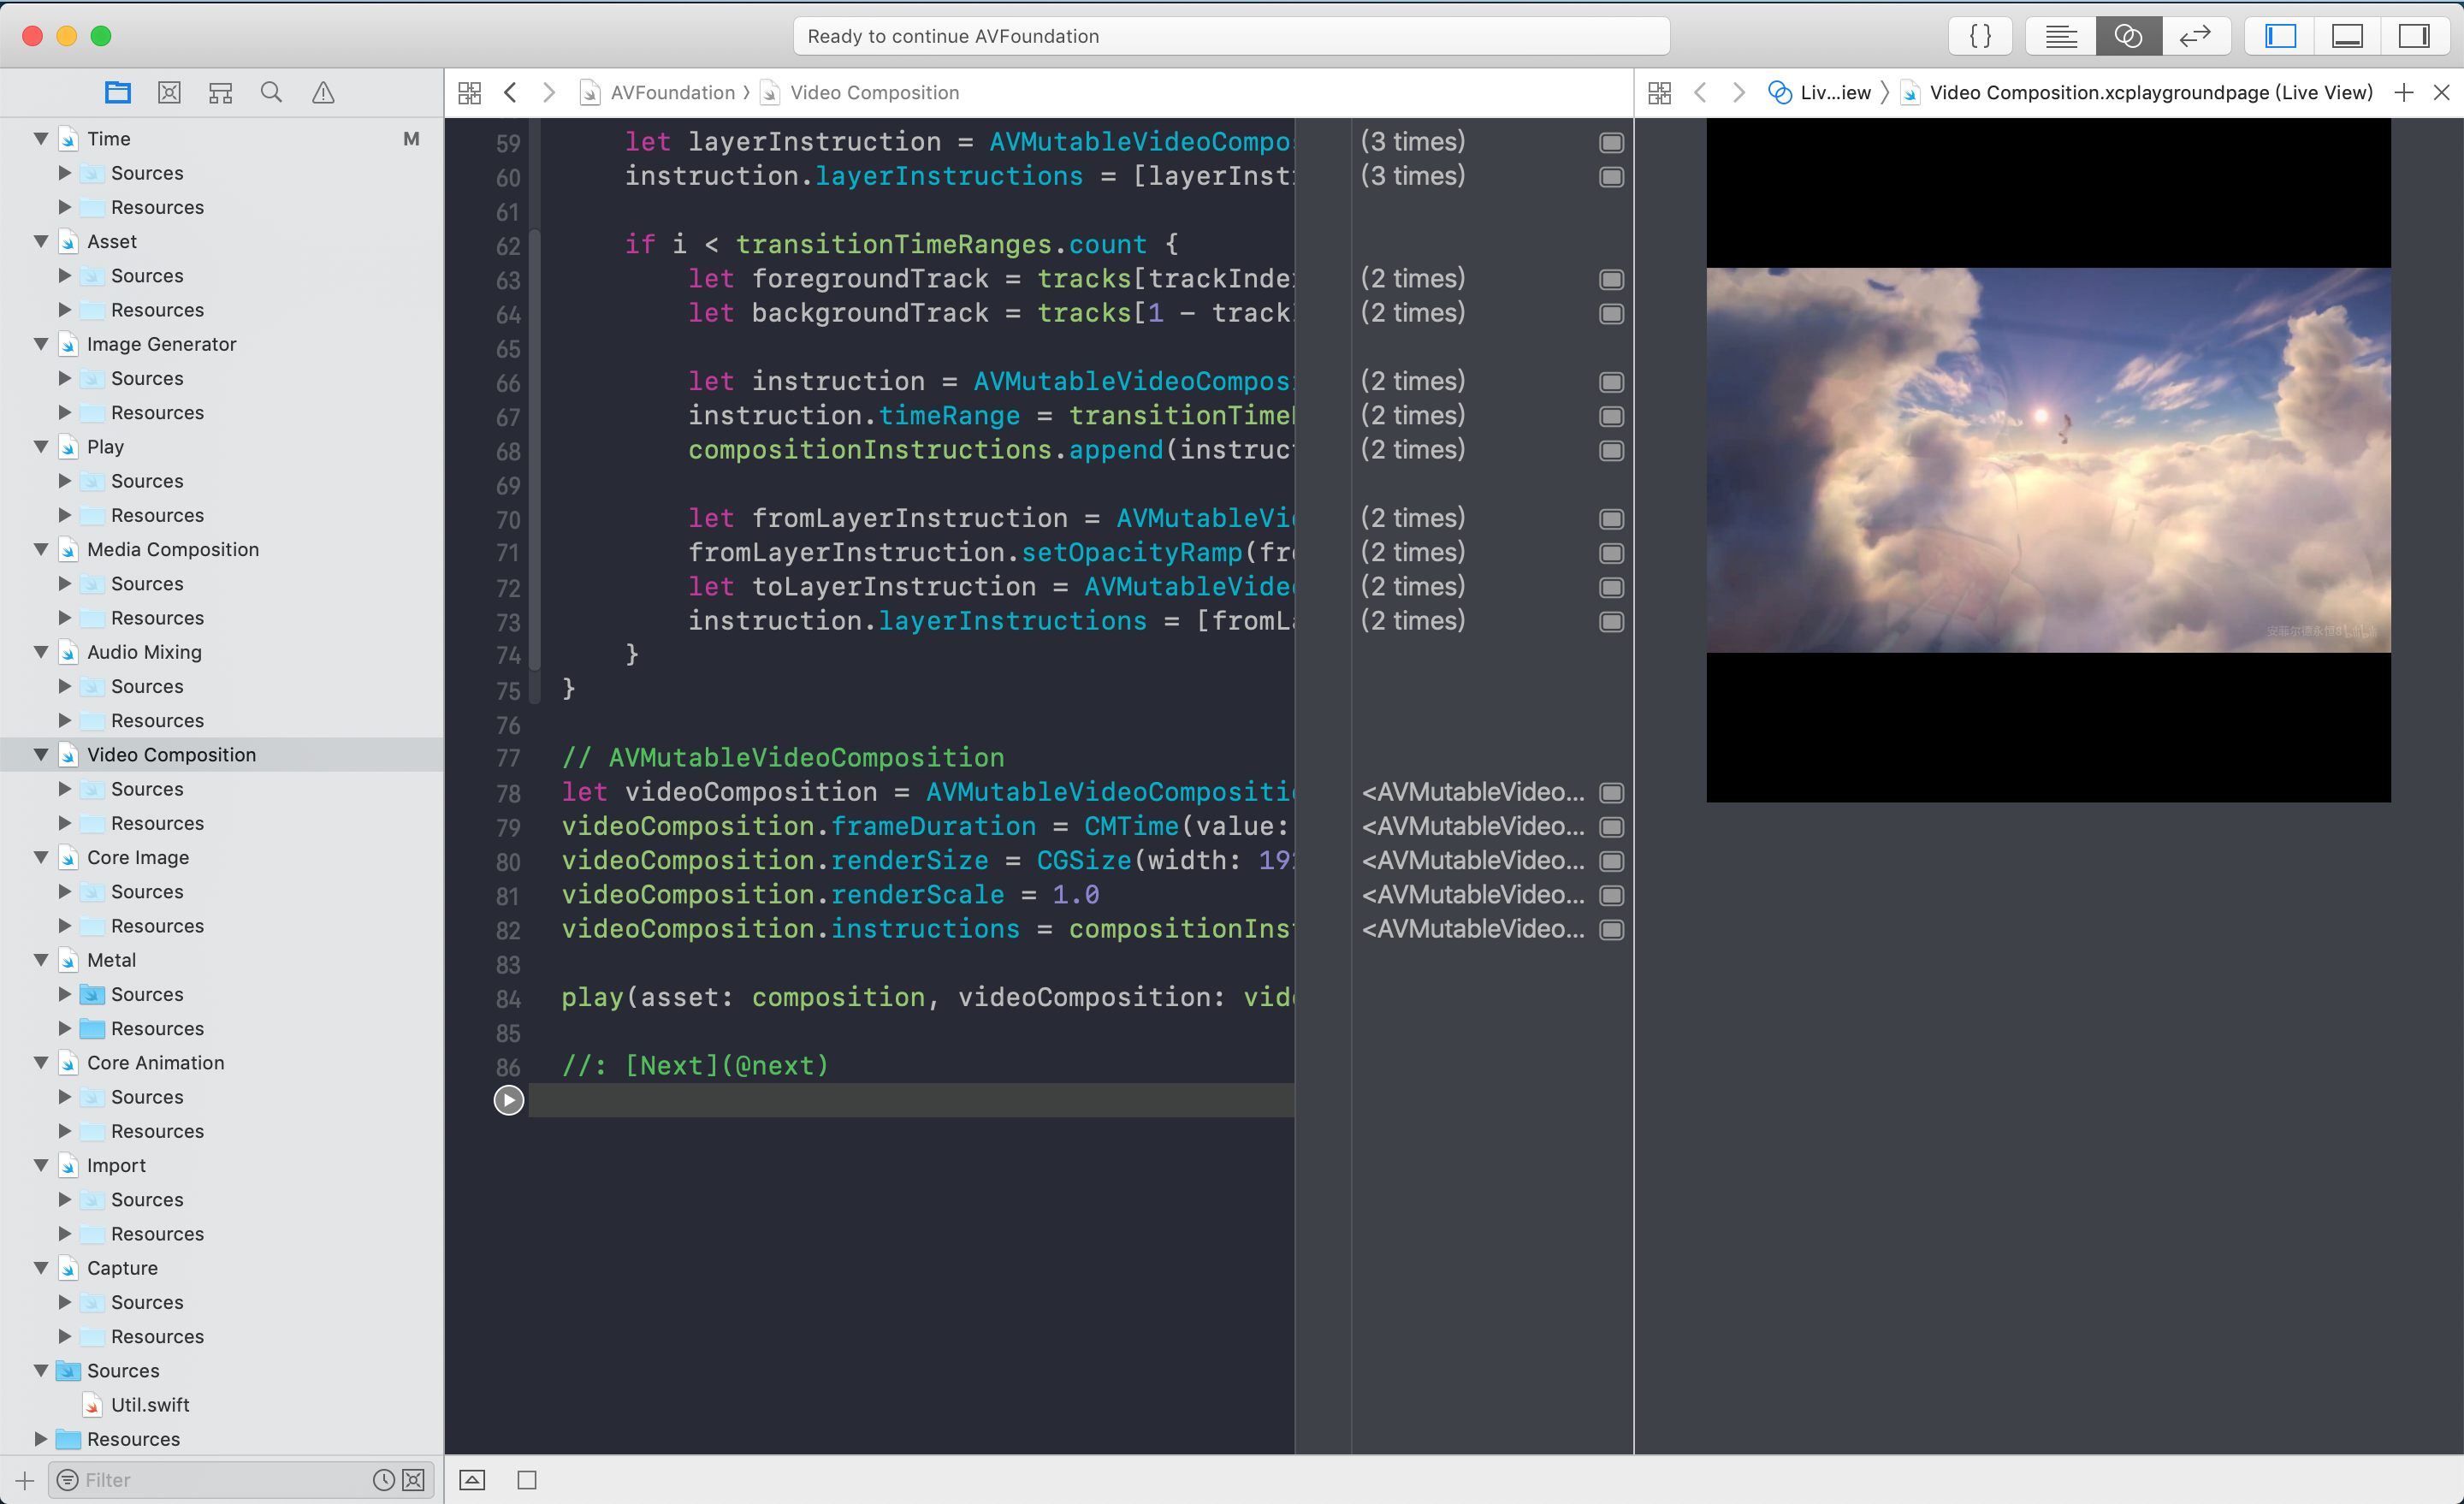 Ready to continue AVFoundation
{ }
AVFoundation 〉 Video Composition
Liv...iew 〉 Video Composition.xcplaygroundpage (Live View)
Time M
Sources
Resources
Asset
Sources
Resources
Image Generator
Sources
Resources
Play
Sources
Resources
Media Composition
Sources
Resources
Audio Mixing
Sources
Resources
Video Composition
Sources
Resources
Core Image
Sources
Resources
Metal
Sources
Resources
Core Animation
Sources
Resources
Import
Sources
Resources
Capture
Sources
Resources
Sources
Util.swift
Resources
Filter
59 let layerInstruction = AVMutableVideoCompo (3 times)
60 instruction.layerInstructions = [layerInst (3 times)
61
62 if i < transitionTimeRanges.count {
63 let foregroundTrack = tracks[trackInde (2 times)
64 let backgroundTrack = tracks[1 - track (2 times)
65
66 let instruction = AVMutableVideoCompos (2 times)
67 instruction.timeRange = transitionTime (2 times)
68 compositionInstructions.append(instruc (2 times)
69
70 let fromLayerInstruction = AVMutableVi (2 times)
71 fromLayerInstruction.setOpacityRamp(fr (2 times)
72 let toLayerInstruction = AVMutableVide (2 times)
73 instruction.layerInstructions = [fromL (2 times)
74 }
75 }
76
77 // AVMutableVideoComposition
78 let videoComposition = AVMutableVideoCompositi <AVMutableVideo...
79 videoComposition.frameDuration = CMTime(value: <AVMutableVideo...
80 videoComposition.renderSize = CGSize(width: 19 <AVMutableVideo...
81 videoComposition.renderScale = 1.0 <AVMutableVideo...
82 videoComposition.instructions = compositionIns <AVMutableVideo...
83
84 play(asset: composition, videoComposition: vid
85
86 //: [Next](@next)
安菲尔德永恒8 bilibili